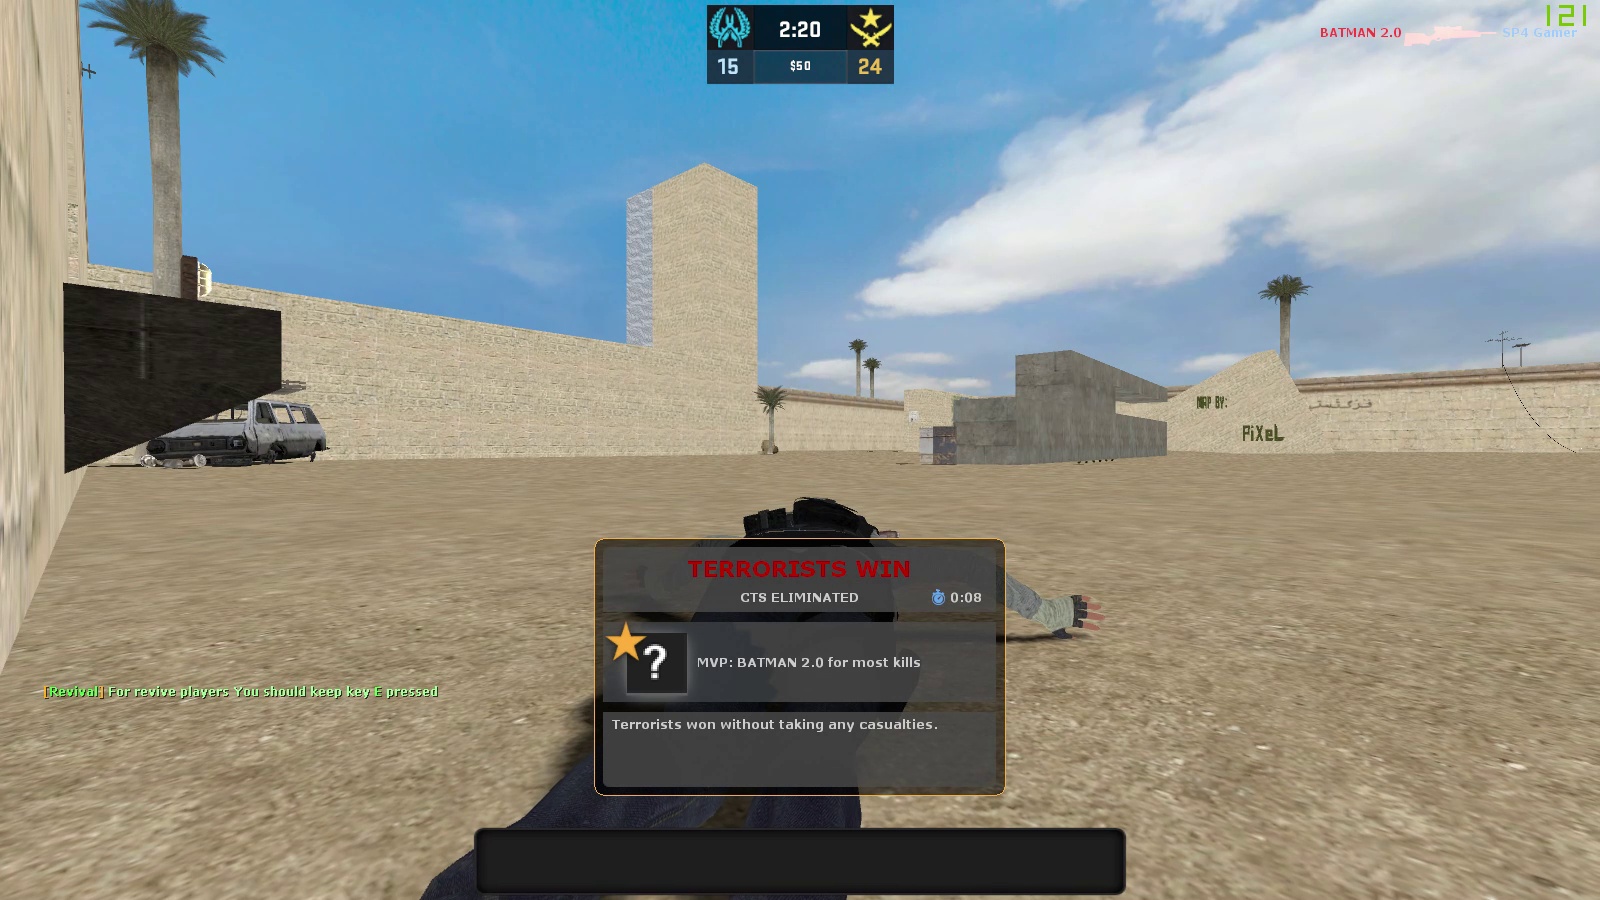 121
2:20
BATMAN 2.0 SP4 Gamer
15 $50 24
MAP BY:
PiXeL
TERRORISTS WIN
CTS ELIMINATED 0:08
?
MVP: BATMAN 2.0 for most kills
[Revival] For revive players You should keep key E pressed
Terrorists won without taking any casualties.